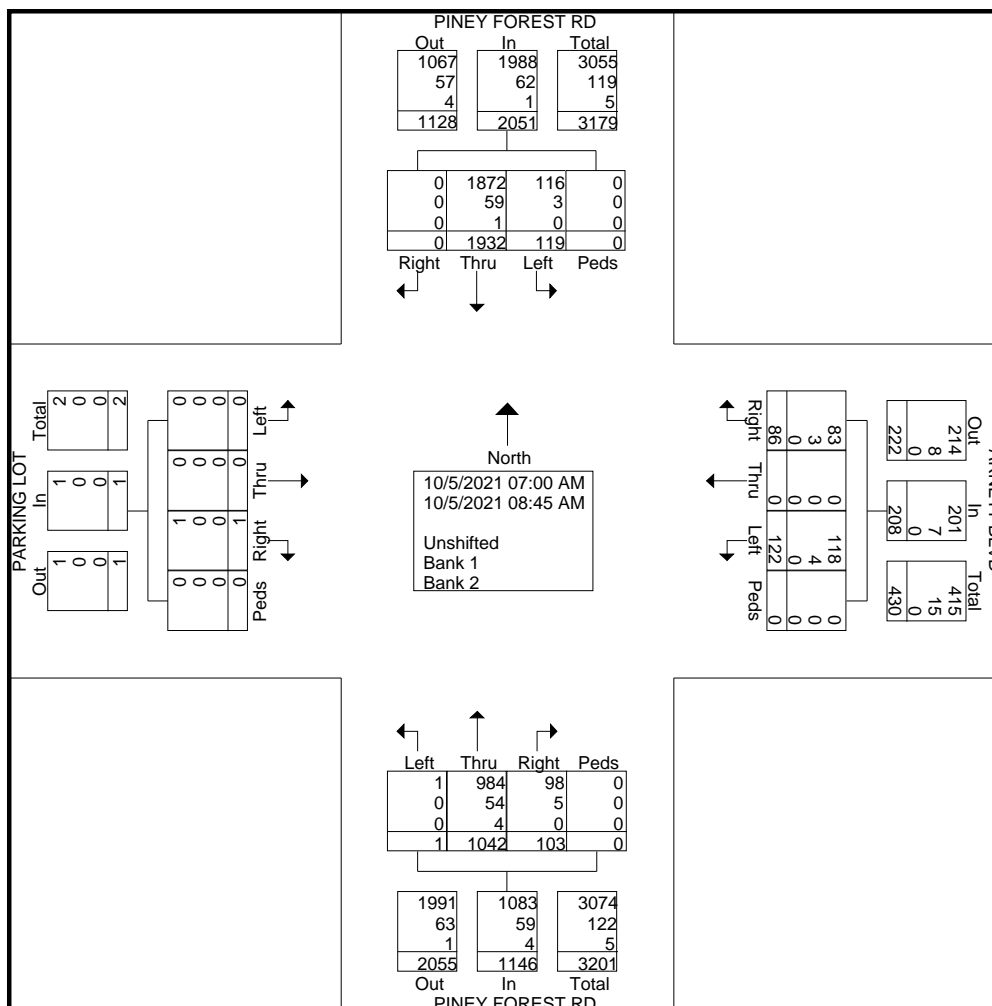 PINEY FOREST RD
Out In Total
1067 1988 3055
57 62 119
4 1 5
1128 2051 3179
0 1872 116 0
0 59 3 0
0 1 0 0
0 1932 119 0
Right Thru Left Peds
PARKING LOT
Total In Out
2 1 1
0 0 0
0 0 0
2 1 1
0 0 1 0
0 0 0 0
0 0 0 0
0 0 1 0
Left Thru Right Peds
North
10/5/2021 07:00 AM
10/5/2021 08:45 AM
Unshifted
Bank 1
Bank 2
Right Thru Left Peds
83 0 118 0
3 0 4 0
0 0 0 0
86 0 122 0
Out In Total
214 201 415
8 7 15
0 0 0
222 208 430
Left Thru Right Peds
1 984 98 0
0 54 5 0
0 4 0 0
1 1042 103 0
1991 1083 3074
63 59 122
1 4 5
2055 1146 3201
Out In Total
PINEY FOREST RD